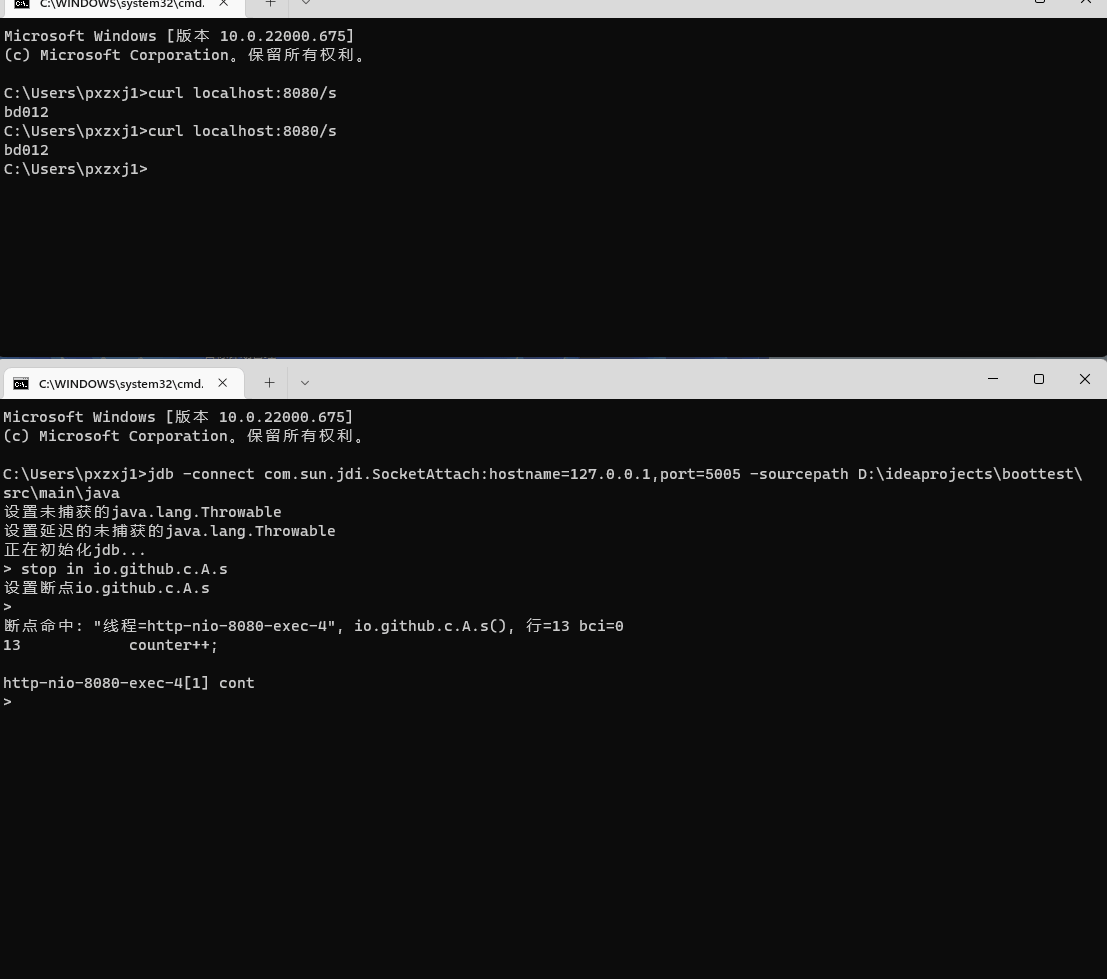 C:\WINDOWS\system32\cmd.
Microsoft Windows [版本 10.0.22000.675]
(c) Microsoft Corporation。保留所有权利。
C:\Users\pxzxj1>curl localhost:8080/s
bd012
C:\Users\pxzxj1>curl localhost:8080/s
bd012
C:\Users\pxzxj1>
C:\WINDOWS\system32\cmd.
Microsoft Windows [版本 10.0.22000.675]
(c) Microsoft Corporation。保留所有权利。
C:\Users\pxzxj1>jdb -connect com.sun.jdi.SocketAttach:hostname=127.0.0.1,port=5005 -sourcepath D:\ideaprojects\boottest\
src\main\java
设置未捕获的java.lang.Throwable
设置延迟的未捕获的java.lang.Throwable
正在初始化jdb...
> stop in io.github.c.A.s
设置断点io.github.c.A.s
>
断点命中: "线程=http-nio-8080-exec-4", io.github.c.A.s(), 行=13 bci=0
13            counter++;
http-nio-8080-exec-4[1] cont
>